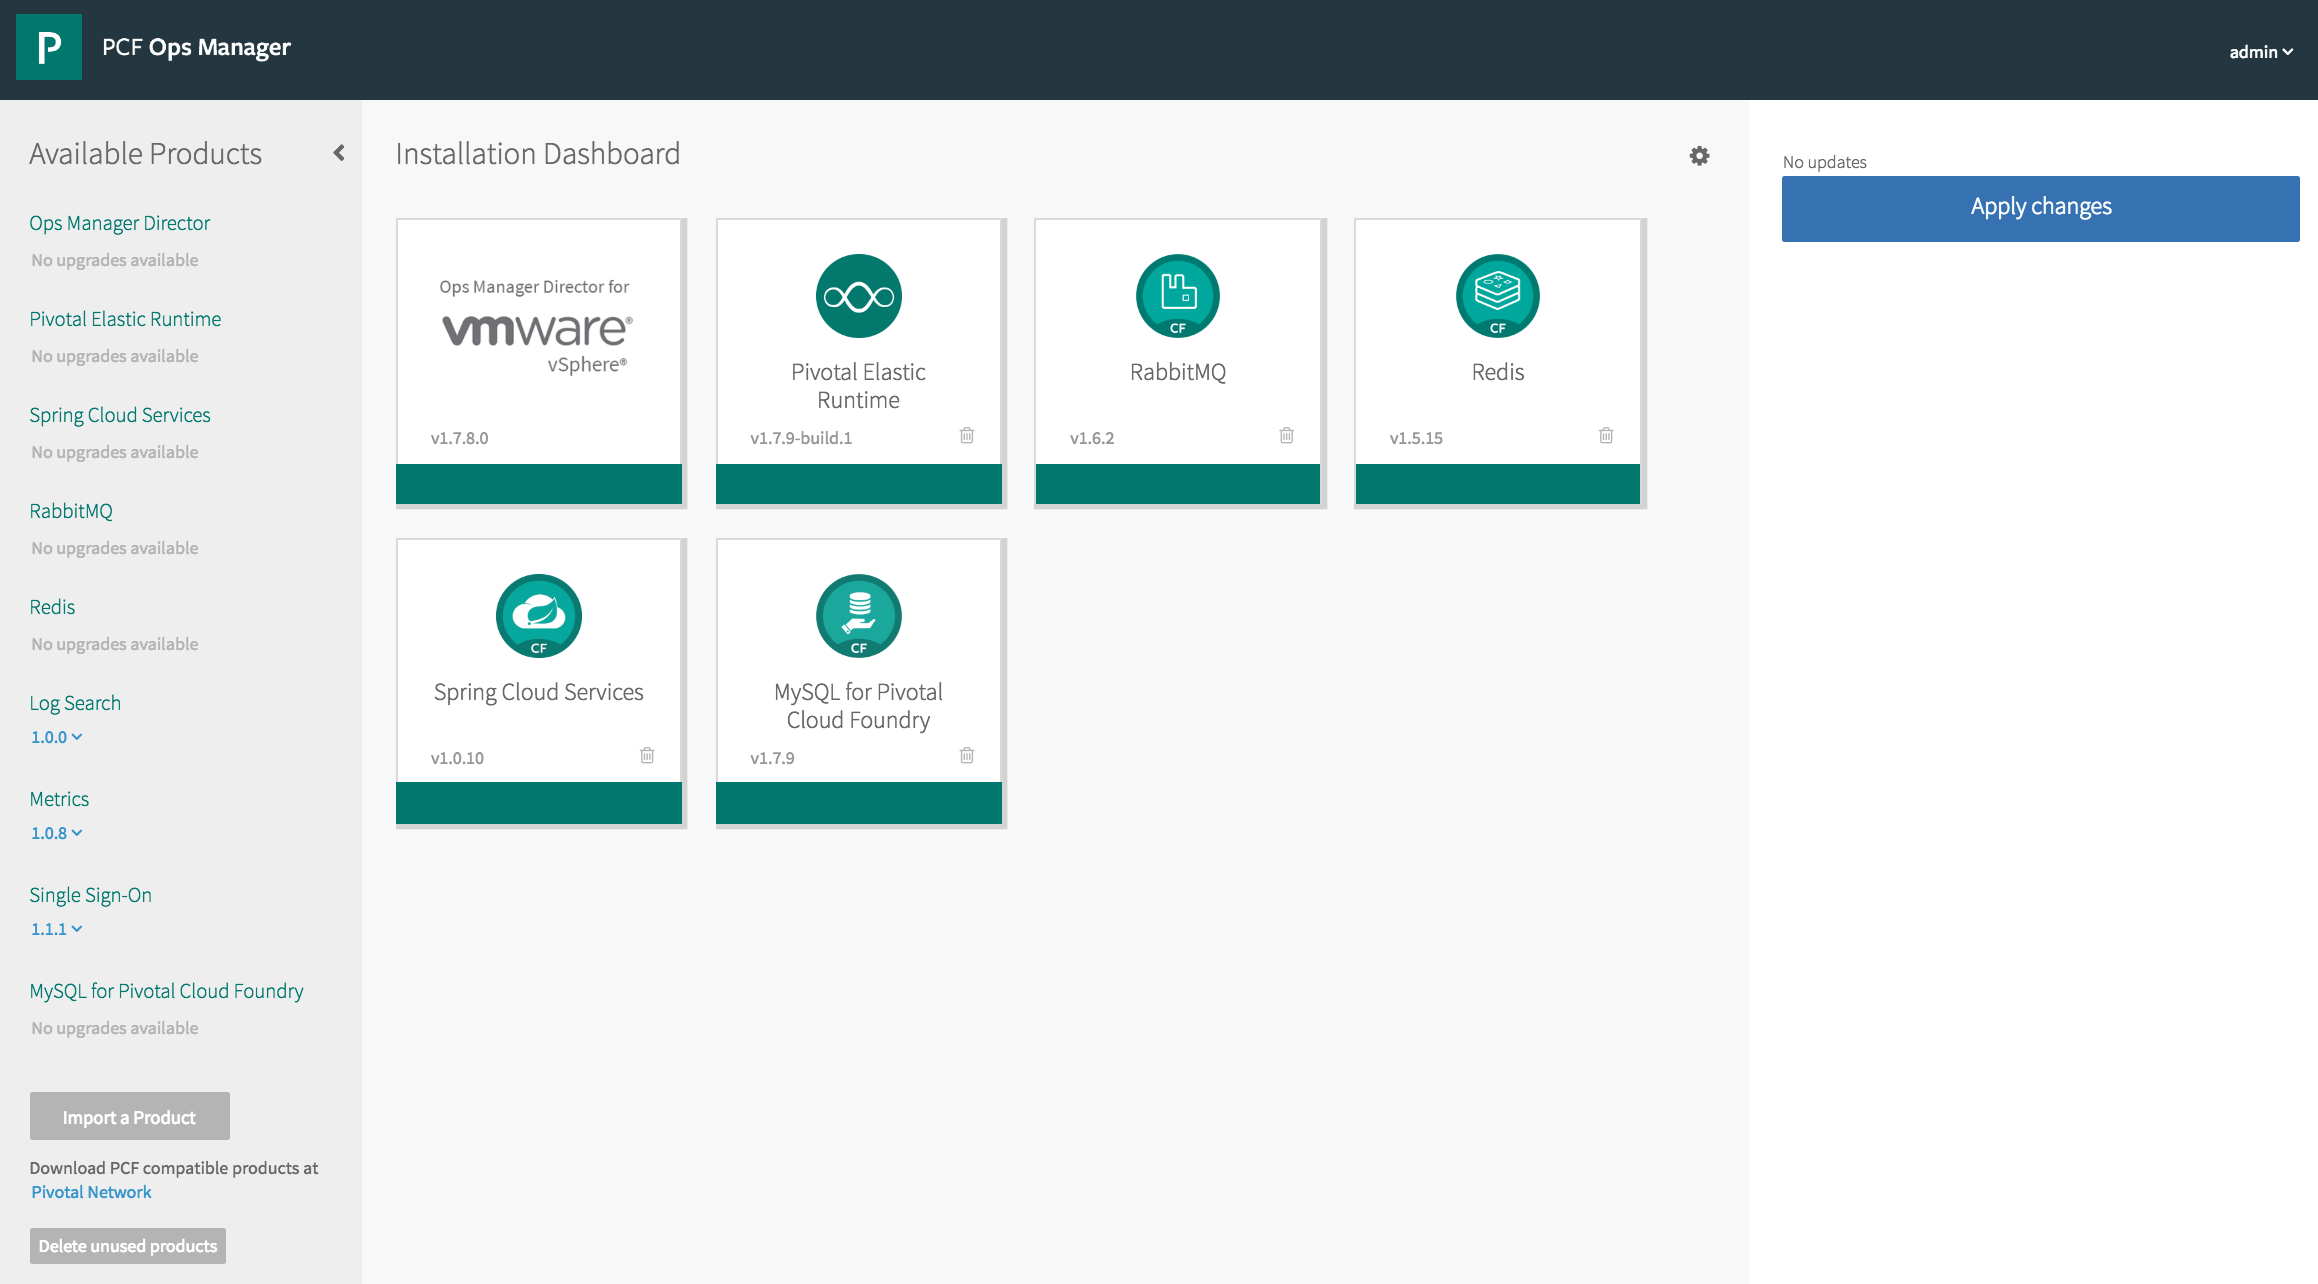 P
PCF Ops Manager
admin
Available Products
Ops Manager Director
No upgrades available
Pivotal Elastic Runtime
No upgrades available
Spring Cloud Services
No upgrades available
RabbitMQ
No upgrades available
Redis
No upgrades available
Log Search
1.0.0
Metrics
1.0.8
Single Sign-On
1.1.1
MySQL for Pivotal Cloud Foundry
No upgrades available
Import a Product
Download PCF compatible products at
Pivotal Network
Delete unused products
Installation Dashboard
Ops Manager Director for
vmware®
vSphere®
v1.7.8.0
Pivotal Elastic
Runtime
v1.7.9-build.1
CF
RabbitMQ
v1.6.2
CF
Redis
v1.5.15
CF
Spring Cloud Services
v1.0.10
CF
MySQL for Pivotal
Cloud Foundry
v1.7.9
No updates
Apply changes